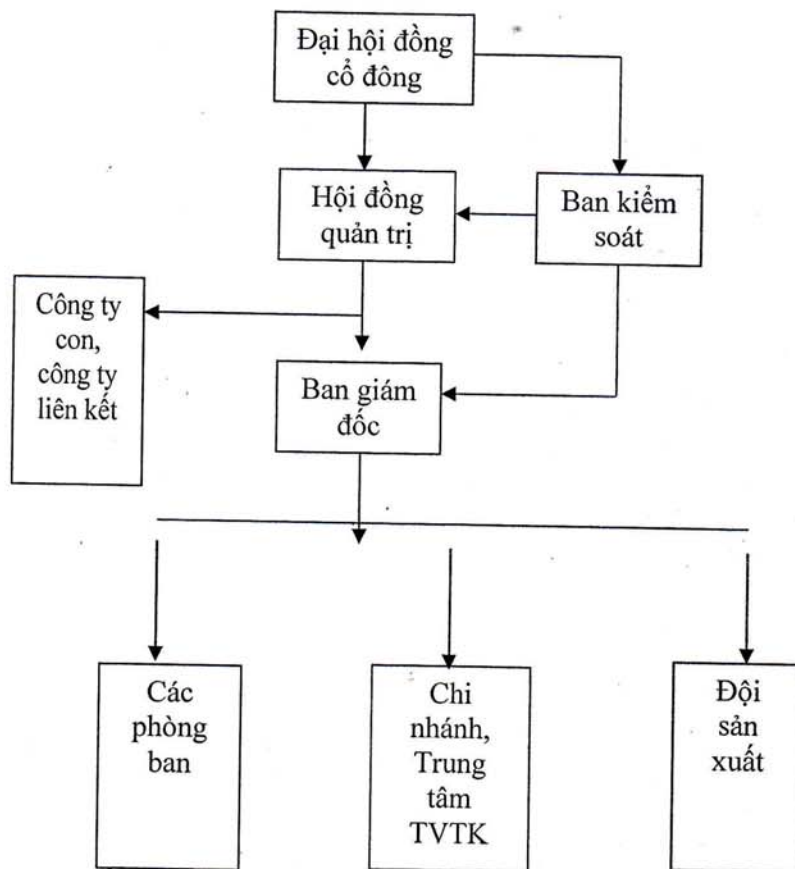 Đại hội đồng
cổ đông
Hội đồng
quản trị
Ban kiểm
soát
Công ty
con,
công ty
liên kết
Ban giám
đốc
Các
phòng
ban
Chi
nhánh,
Trung
tâm
TVTK
Đội
sản
xuất